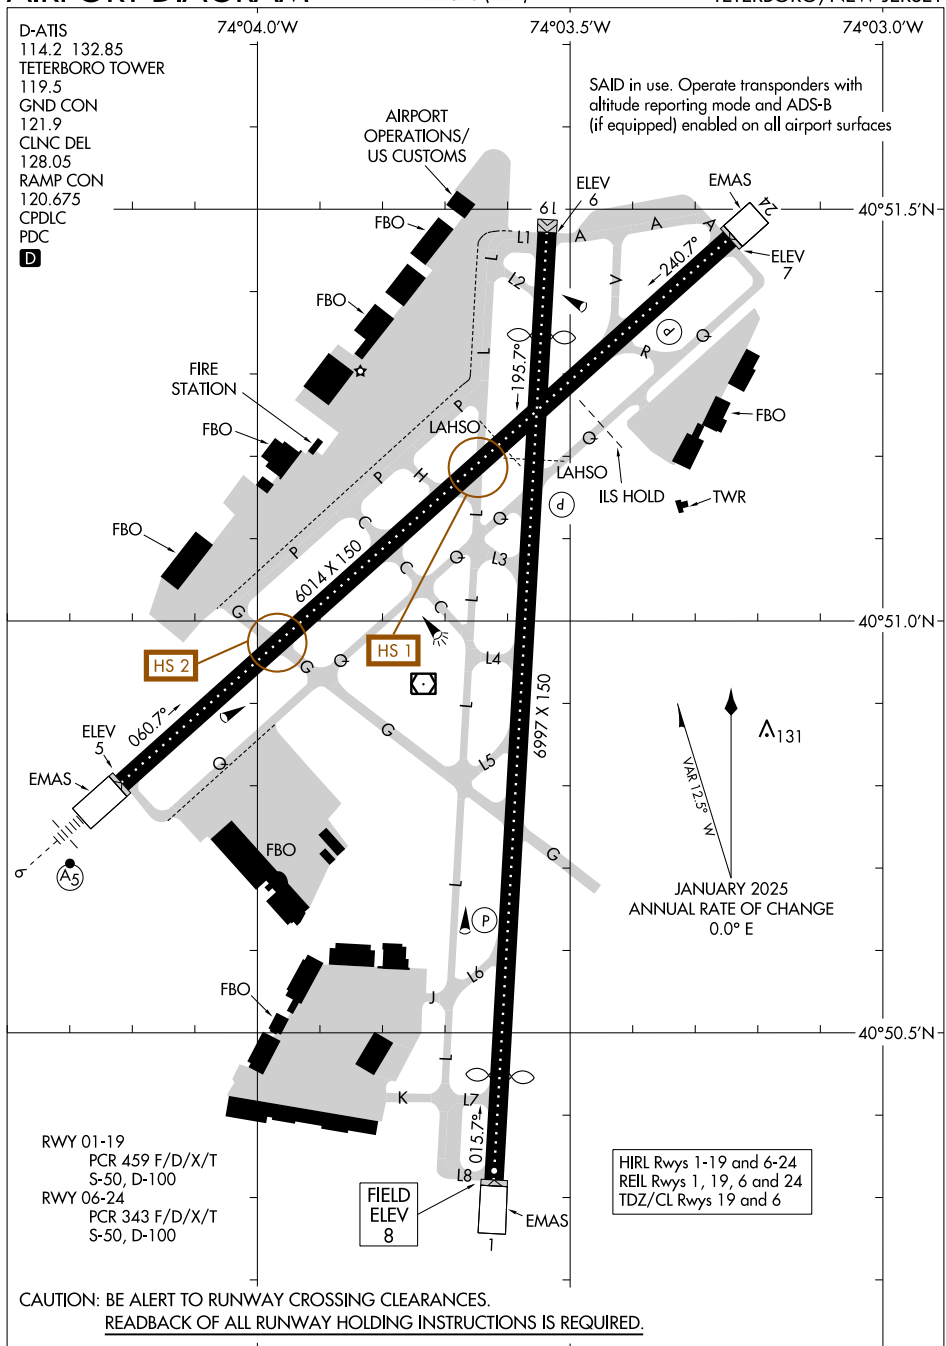 AIRPORT DIAGRAM
TETERBORO, NEW JERSEY
74°04.0'W
74°03.5'W
74°03.0'W
D-ATIS
114.2 132.85
TETERBORO TOWER
119.5
GND CON
121.9
CLNC DEL
128.05
RAMP CON
120.675
CPDLC
PDC
D
SAID in use. Operate transponders with
altitude reporting mode and ADS-B
(if equipped) enabled on all airport surfaces
AIRPORT
OPERATIONS/
US CUSTOMS
ELEV
6
EMAS
24
19
40°51.5'N
FBO
L1
A
A
A
ELEV
7
L
L2
V
240.7°
FBO
P
Q
R
L
195.7°
FIRE
STATION
P
FBO
FBO
LAHSO
Q
LAHSO
ILS HOLD
P
H
P
TWR
FBO
C
L
Q
P
6014 X 150
Q
L3
C
G
L
C
40°51.0'N
HS 2
HS 1
G
Q
L4
6997 X 150
060.7°
L
G
ELEV
5
131
Q
L5
EMAS
VAR 12.5° W
6
A5
FBO
G
L
JANUARY 2025
ANNUAL RATE OF CHANGE
0.0° E
P
L6
FBO
J
40°50.5'N
L
K
L7
015.7°
RWY 01-19
PCR 459 F/D/X/T
S-50, D-100
RWY 06-24
PCR 343 F/D/X/T
S-50, D-100
L8
FIELD
ELEV
8
EMAS
1
HIRL Rwys 1-19 and 6-24
REIL Rwys 1, 19, 6 and 24
TDZ/CL Rwys 19 and 6
CAUTION: BE ALERT TO RUNWAY CROSSING CLEARANCES.
READBACK OF ALL RUNWAY HOLDING INSTRUCTIONS IS REQUIRED.